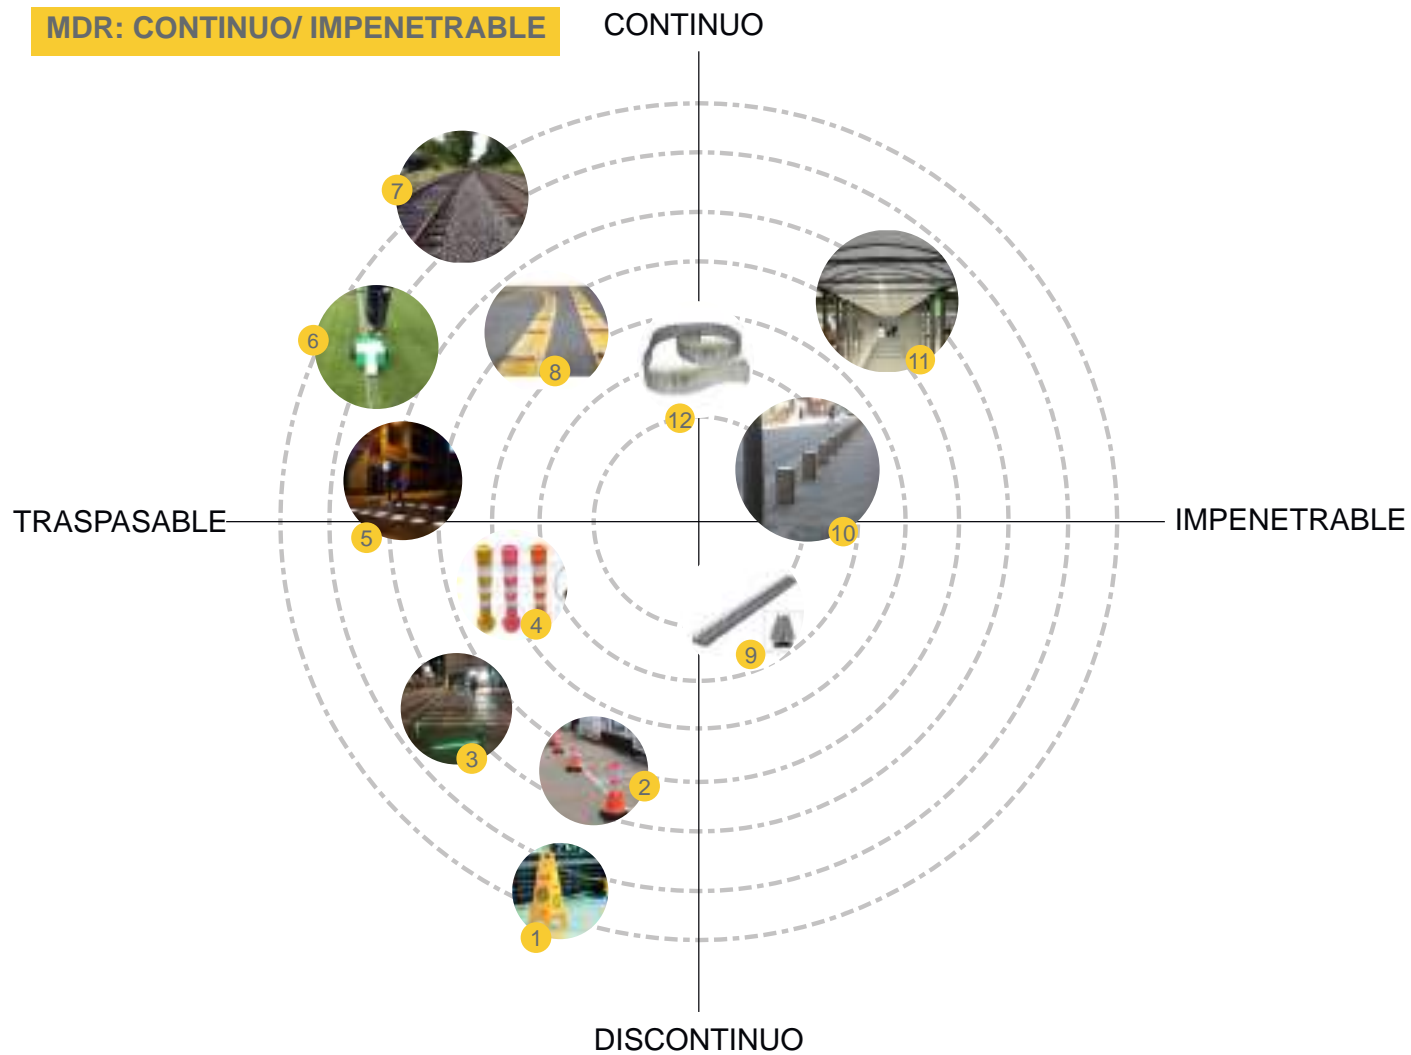 MDR: CONTINUO/ IMPENETRABLE
CONTINUO
7
6
8
11
12
TRASPASABLE
IMPENETRABLE
5
10
4
9
3
2
1
DISCONTINUO